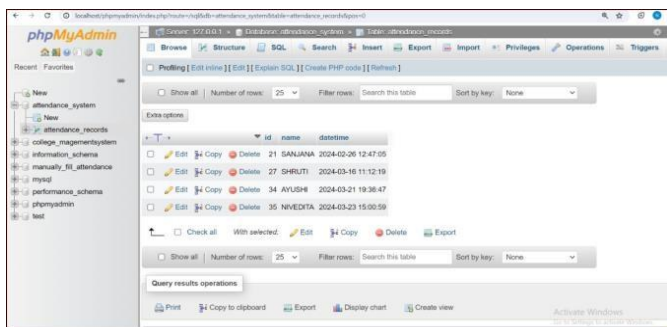 localhost/phpmyadmin/index.php?route=/sql&db=attendance_system&table=attendance_records&pos=0
phpMyAdmin
Recent Favorites
New
attendance_system
New
attendance_records
college_magementsystem
information_schema
manually_fill_attendance
mysql
performance_schema
phpmyadmin
test
Server: 127.0.0.1 » Database: attendance_system » Table: attendance_records
Browse Structure SQL Search Insert Export Import Privileges Operations Triggers
Profiling [ Edit inline ] [ Edit ] [ Explain SQL ] [ Create PHP code ] [ Refresh ]
Show all Number of rows: 25 Filter rows: Search this table Sort by key: None
Extra options
id name datetime
Edit Copy Delete 21 SANJANA 2024-02-26 12:47:05
Edit Copy Delete 27 SHRUTI 2024-03-16 11:12:19
Edit Copy Delete 34 AYUSHI 2024-03-21 19:36:47
Edit Copy Delete 35 NIVEDITA 2024-03-23 15:00:59
Check all With selected: Edit Copy Delete Export
Show all Number of rows: 25 Filter rows: Search this table Sort by key: None
Query results operations
Print Copy to clipboard Export Display chart Create view
Activate Windows
Go to Settings to activate Windows.